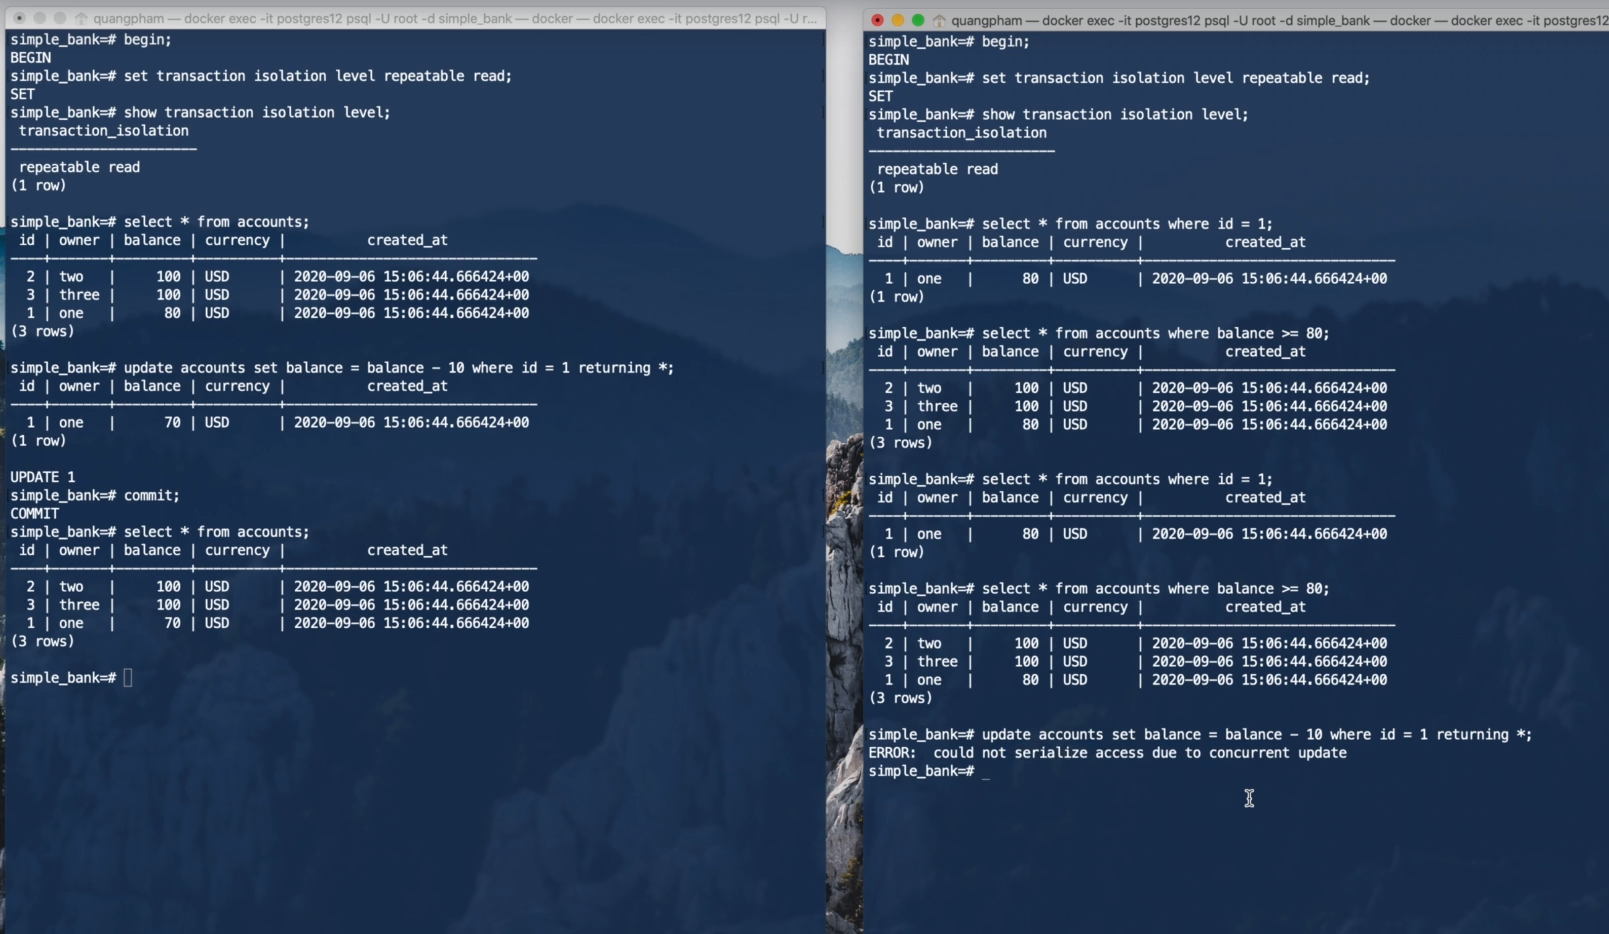 quangpham — docker exec -it postgres12 psql -U root -d simple_bank — docker — docker exec -it postgres12 psql -U r...
simple_bank=# begin;
BEGIN
simple_bank=# set transaction isolation level repeatable read;
SET
simple_bank=# show transaction isolation level;
 transaction_isolation
-----------------------
 repeatable read
(1 row)

simple_bank=# select * from accounts;
 id | owner | balance | currency |          created_at
----+-------+---------+----------+-------------------------------
  2 | two   |     100 | USD      | 2020-09-06 15:06:44.666424+00
  3 | three |     100 | USD      | 2020-09-06 15:06:44.666424+00
  1 | one   |      80 | USD      | 2020-09-06 15:06:44.666424+00
(3 rows)

simple_bank=# update accounts set balance = balance - 10 where id = 1 returning *;
 id | owner | balance | currency |          created_at
----+-------+---------+----------+-------------------------------
  1 | one   |      70 | USD      | 2020-09-06 15:06:44.666424+00
(1 row)

UPDATE 1
simple_bank=# commit;
COMMIT
simple_bank=# select * from accounts;
 id | owner | balance | currency |          created_at
----+-------+---------+----------+-------------------------------
  2 | two   |     100 | USD      | 2020-09-06 15:06:44.666424+00
  3 | three |     100 | USD      | 2020-09-06 15:06:44.666424+00
  1 | one   |      70 | USD      | 2020-09-06 15:06:44.666424+00
(3 rows)

simple_bank=#
quangpham — docker exec -it postgres12 psql -U root -d simple_bank — docker — docker exec -it postgres12
simple_bank=# begin;
BEGIN
simple_bank=# set transaction isolation level repeatable read;
SET
simple_bank=# show transaction isolation level;
 transaction_isolation
-----------------------
 repeatable read
(1 row)

simple_bank=# select * from accounts where id = 1;
 id | owner | balance | currency |          created_at
----+-------+---------+----------+-------------------------------
  1 | one   |      80 | USD      | 2020-09-06 15:06:44.666424+00
(1 row)

simple_bank=# select * from accounts where balance >= 80;
 id | owner | balance | currency |          created_at
----+-------+---------+----------+-------------------------------
  2 | two   |     100 | USD      | 2020-09-06 15:06:44.666424+00
  3 | three |     100 | USD      | 2020-09-06 15:06:44.666424+00
  1 | one   |      80 | USD      | 2020-09-06 15:06:44.666424+00
(3 rows)

simple_bank=# select * from accounts where id = 1;
 id | owner | balance | currency |          created_at
----+-------+---------+----------+-------------------------------
  1 | one   |      80 | USD      | 2020-09-06 15:06:44.666424+00
(1 row)

simple_bank=# select * from accounts where balance >= 80;
 id | owner | balance | currency |          created_at
----+-------+---------+----------+-------------------------------
  2 | two   |     100 | USD      | 2020-09-06 15:06:44.666424+00
  3 | three |     100 | USD      | 2020-09-06 15:06:44.666424+00
  1 | one   |      80 | USD      | 2020-09-06 15:06:44.666424+00
(3 rows)

simple_bank=# update accounts set balance = balance - 10 where id = 1 returning *;
ERROR:  could not serialize access due to concurrent update
simple_bank=# _